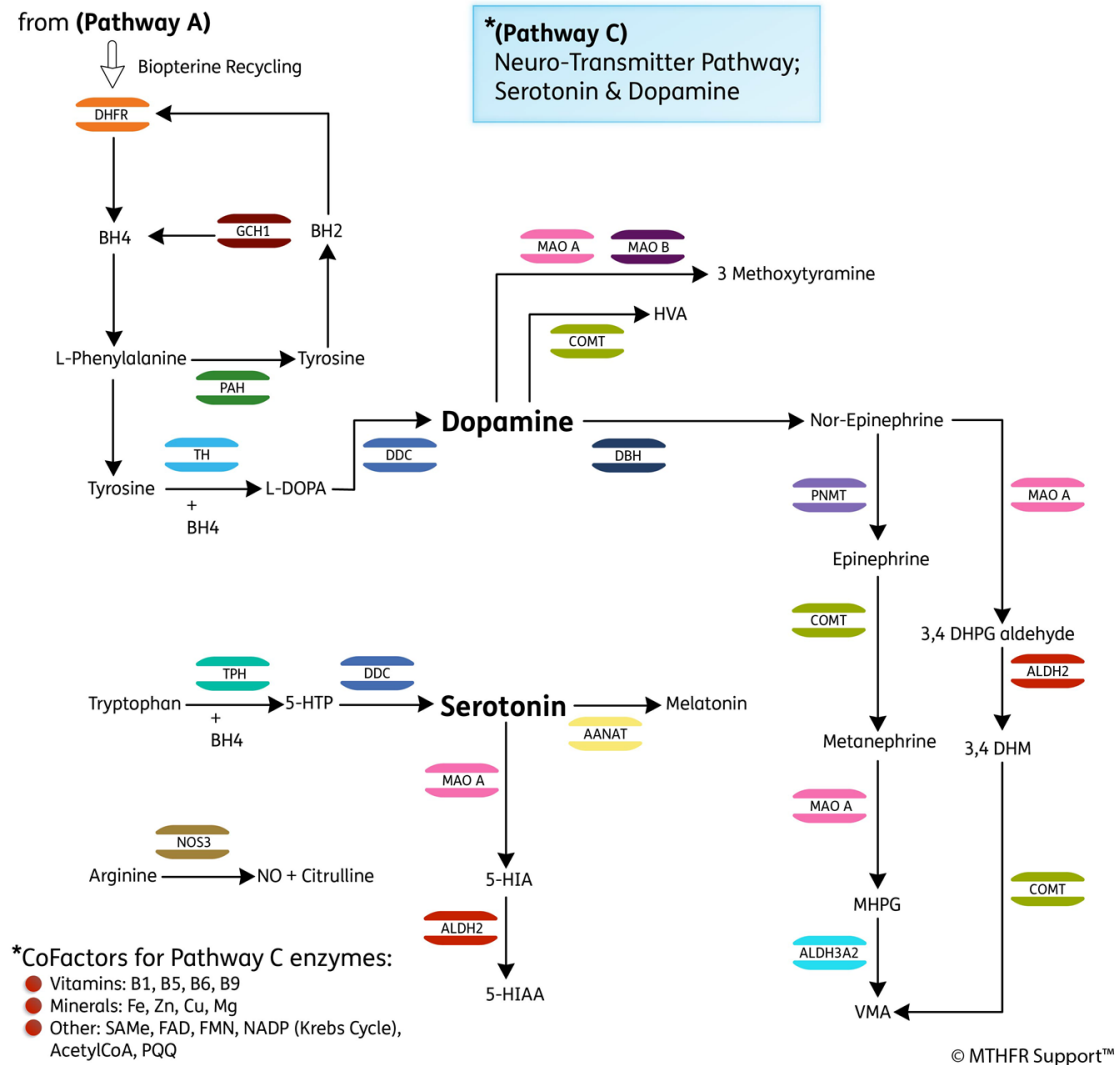 from (Pathway A)
Biopterine Recycling
*(Pathway C)
Neuro-Transmitter Pathway;
Serotonin & Dopamine
DHFR
BH4
GCH1
BH2
MAO A
MAO B
3 Methoxytyramine
HVA
COMT
L-Phenylalanine
Tyrosine
PAH
Dopamine
Nor-Epinephrine
TH
DDC
DBH
Tyrosine
L-DOPA
+
BH4
PNMT
MAO A
Epinephrine
COMT
3,4 DHPG aldehyde
TPH
DDC
ALDH2
Tryptophan
5-HTP
Serotonin
Melatonin
+
BH4
AANAT
Metanephrine
3,4 DHM
MAO A
MAO A
NOS3
Arginine
NO + Citrulline
5-HIA
COMT
MHPG
ALDH2
ALDH3A2
5-HIAA
VMA
*CoFactors for Pathway C enzymes:
Vitamins: B1, B5, B6, B9
Minerals: Fe, Zn, Cu, Mg
Other: SAMe, FAD, FMN, NADP (Krebs Cycle),
AcetylCoA, PQQ
© MTHFR Support™